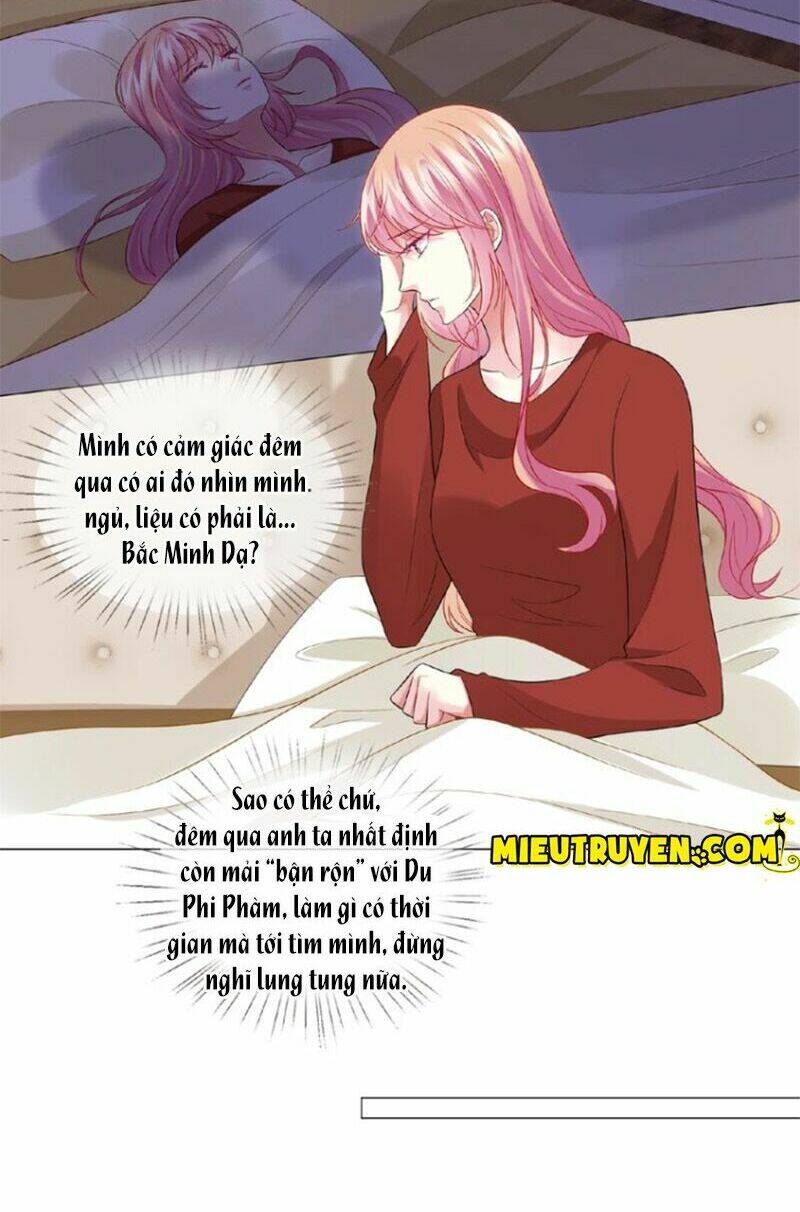 Mình có cảm giác đêm
qua có ai đó nhìn mình.
ngủ, liệu có phải là...
Bắc Minh Dạ?
Sao có thể chứ,
đêm qua anh ta nhất định
còn mải “bận rộn” với Du
Phi Phàm, làm gì có thời
gian mà tới tìm mình, đừng
nghĩ lung tung nữa.
MIEUTRUYEN.COM